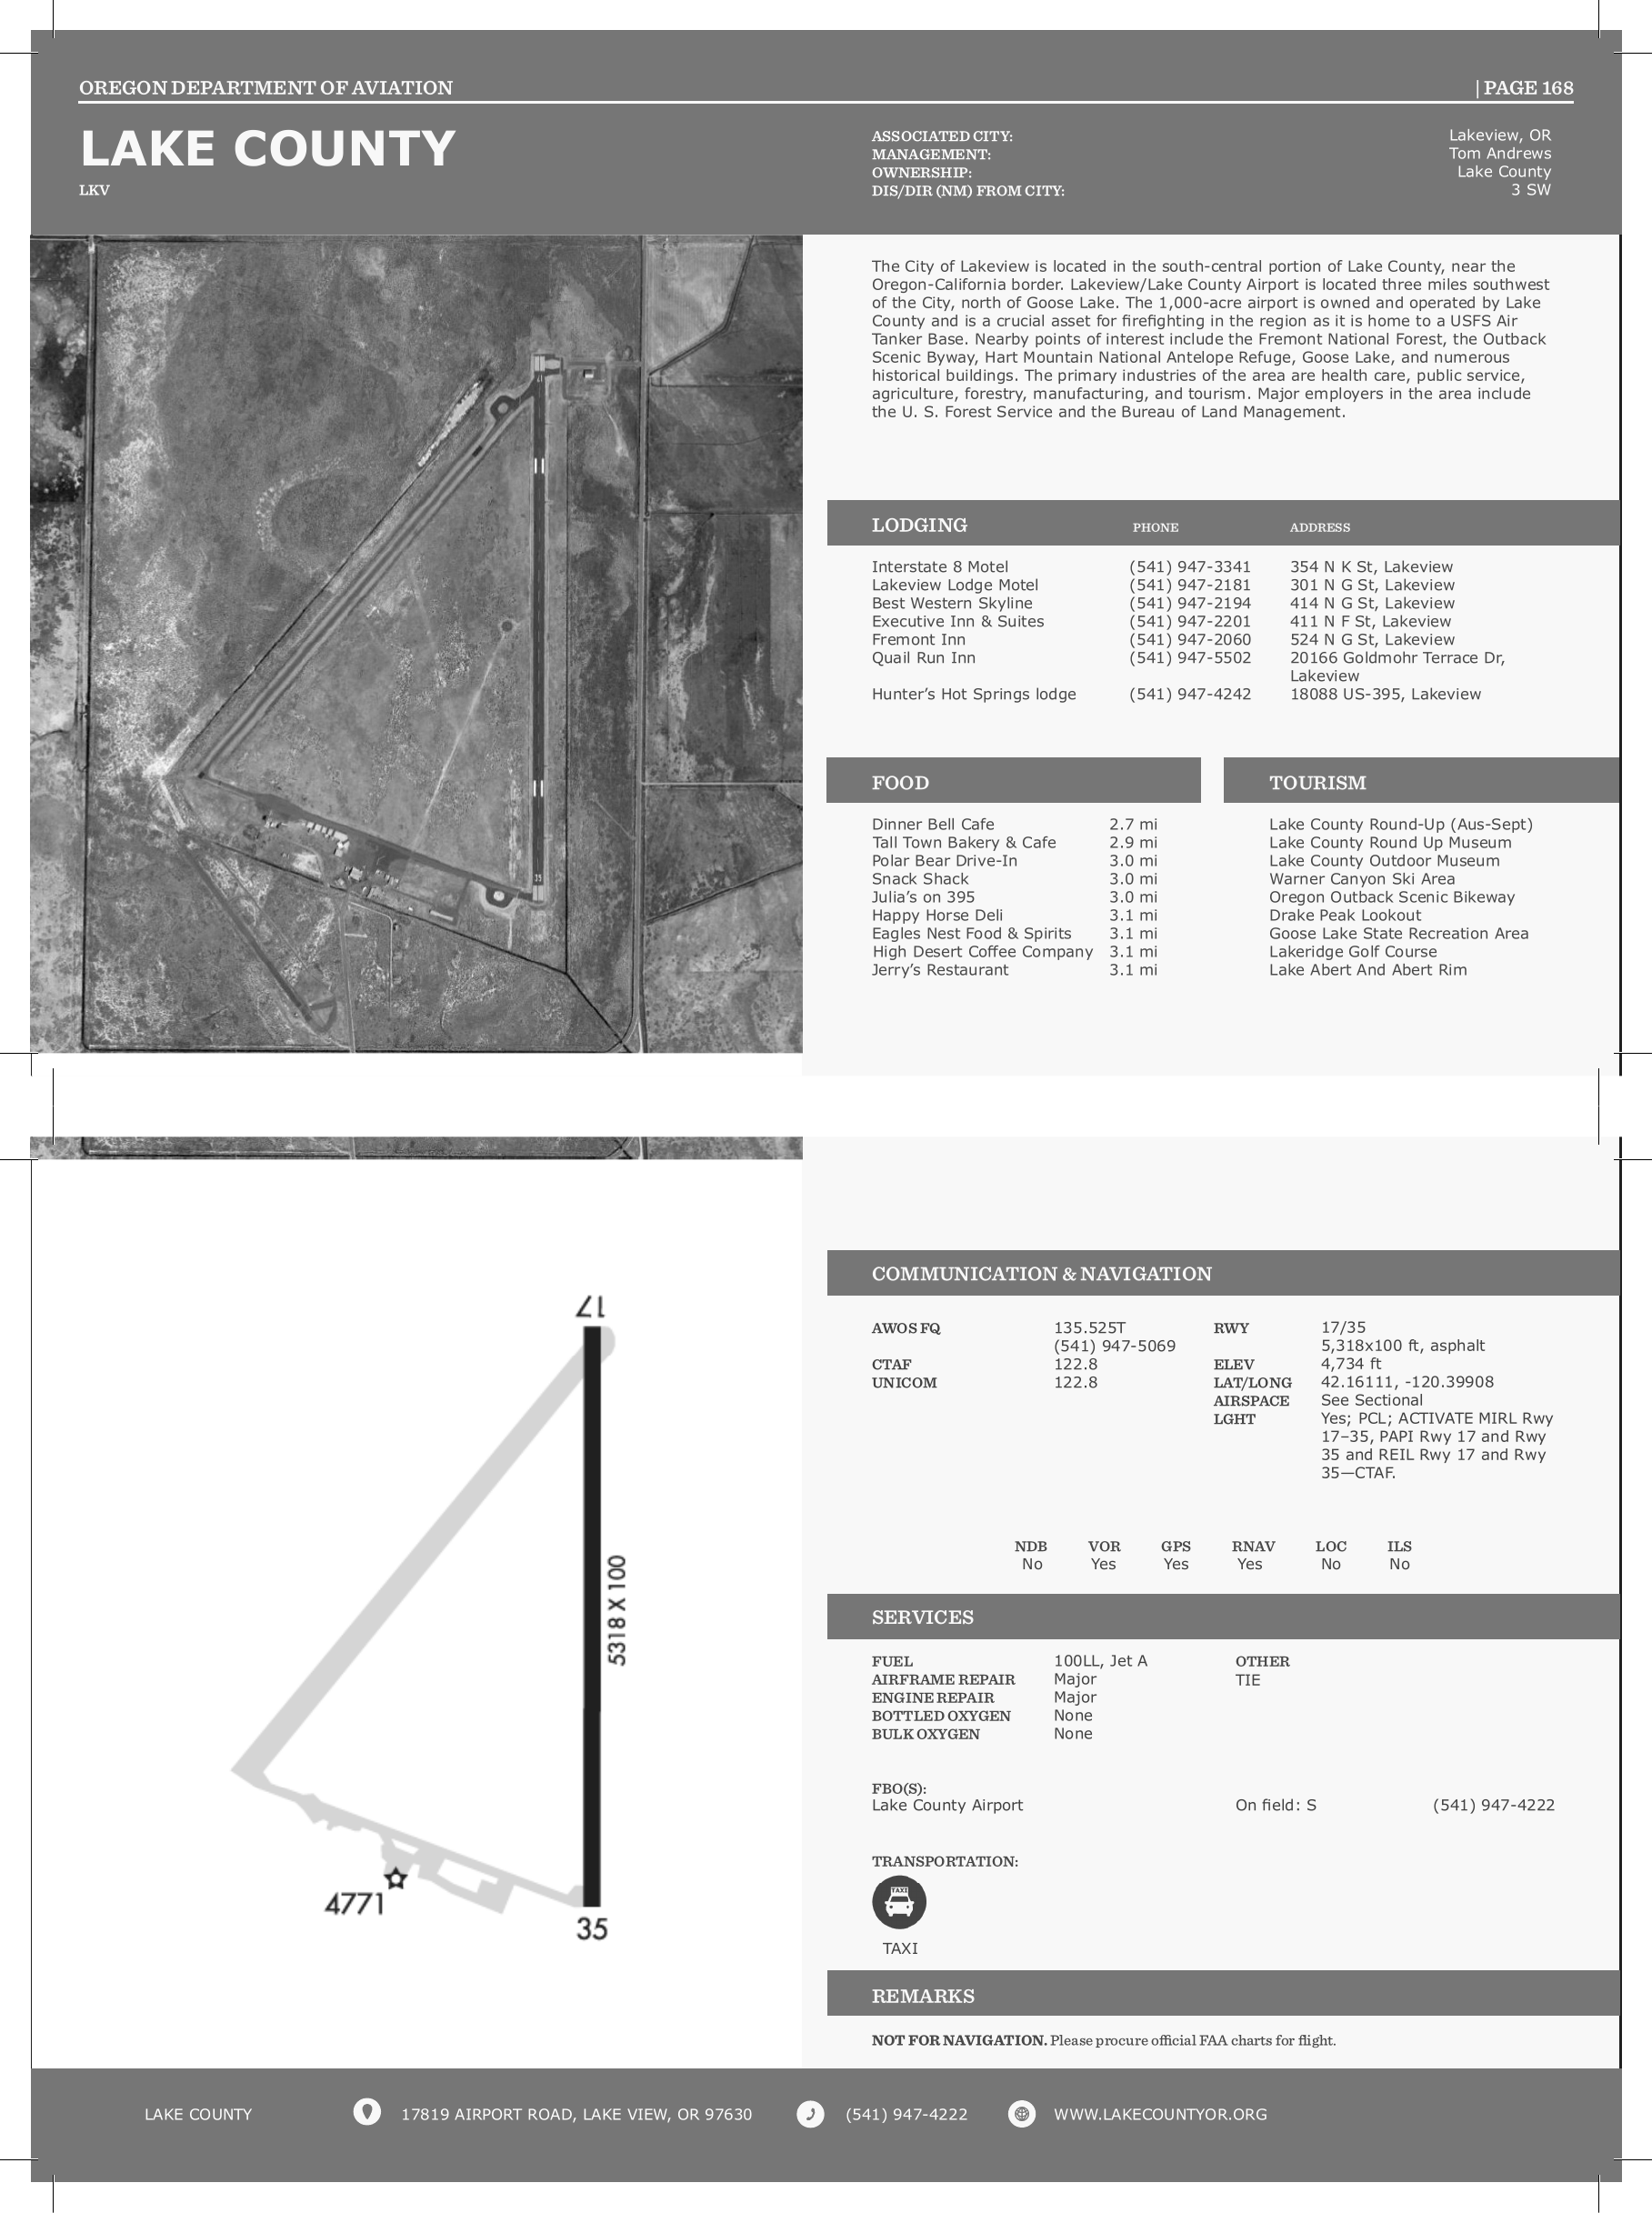 OREGON DEPARTMENT OF AVIATION
| PAGE 168
LAKE COUNTY
LKV
ASSOCIATED CITY: Lakeview, OR
MANAGEMENT: Tom Andrews
OWNERSHIP: Lake County
DIS/DIR (NM) FROM CITY: 3 SW
The City of Lakeview is located in the south-central portion of Lake County, near the
Oregon-California border. Lakeview/Lake County Airport is located three miles southwest
of the City, north of Goose Lake. The 1,000-acre airport is owned and operated by Lake
County and is a crucial asset for firefighting in the region as it is home to a USFS Air
Tanker Base. Nearby points of interest include the Fremont National Forest, the Outback
Scenic Byway, Hart Mountain National Antelope Refuge, Goose Lake, and numerous
historical buildings. The primary industries of the area are health care, public service,
agriculture, forestry, manufacturing, and tourism. Major employers in the area include
the U. S. Forest Service and the Bureau of Land Management.
LODGING PHONE ADDRESS
Interstate 8 Motel (541) 947-3341 354 N K St, Lakeview
Lakeview Lodge Motel (541) 947-2181 301 N G St, Lakeview
Best Western Skyline (541) 947-2194 414 N G St, Lakeview
Executive Inn & Suites (541) 947-2201 411 N F St, Lakeview
Fremont Inn (541) 947-2060 524 N G St, Lakeview
Quail Run Inn (541) 947-5502 20166 Goldmohr Terrace Dr,
Lakeview
Hunter’s Hot Springs lodge (541) 947-4242 18088 US-395, Lakeview
FOOD
Dinner Bell Cafe 2.7 mi
Tall Town Bakery & Cafe 2.9 mi
Polar Bear Drive-In 3.0 mi
Snack Shack 3.0 mi
Julia’s on 395 3.0 mi
Happy Horse Deli 3.1 mi
Eagles Nest Food & Spirits 3.1 mi
High Desert Coffee Company 3.1 mi
Jerry’s Restaurant 3.1 mi
TOURISM
Lake County Round-Up (Aus-Sept)
Lake County Round Up Museum
Lake County Outdoor Museum
Warner Canyon Ski Area
Oregon Outback Scenic Bikeway
Drake Peak Lookout
Goose Lake State Recreation Area
Lakeridge Golf Course
Lake Abert And Abert Rim
35
17
5318 X 100
4771
35
COMMUNICATION & NAVIGATION
AWOS FQ 135.525T
(541) 947-5069
CTAF 122.8
UNICOM 122.8
RWY 17/35
5,318x100 ft, asphalt
ELEV 4,734 ft
LAT/LONG 42.16111, -120.39908
AIRSPACE See Sectional
LGHT Yes; PCL; ACTIVATE MIRL Rwy
17–35, PAPI Rwy 17 and Rwy
35 and REIL Rwy 17 and Rwy
35—CTAF.
NDB VOR GPS RNAV LOC ILS
No Yes Yes Yes No No
SERVICES
FUEL 100LL, Jet A
AIRFRAME REPAIR Major
ENGINE REPAIR Major
BOTTLED OXYGEN None
BULK OXYGEN None
OTHER
TIE
FBO(S):
Lake County Airport On field: S (541) 947-4222
TRANSPORTATION:
TAXI
TAXI
REMARKS
NOT FOR NAVIGATION. Please procure official FAA charts for flight.
LAKE COUNTY 17819 AIRPORT ROAD, LAKE VIEW, OR 97630 (541) 947-4222 WWW.LAKECOUNTYOR.ORG